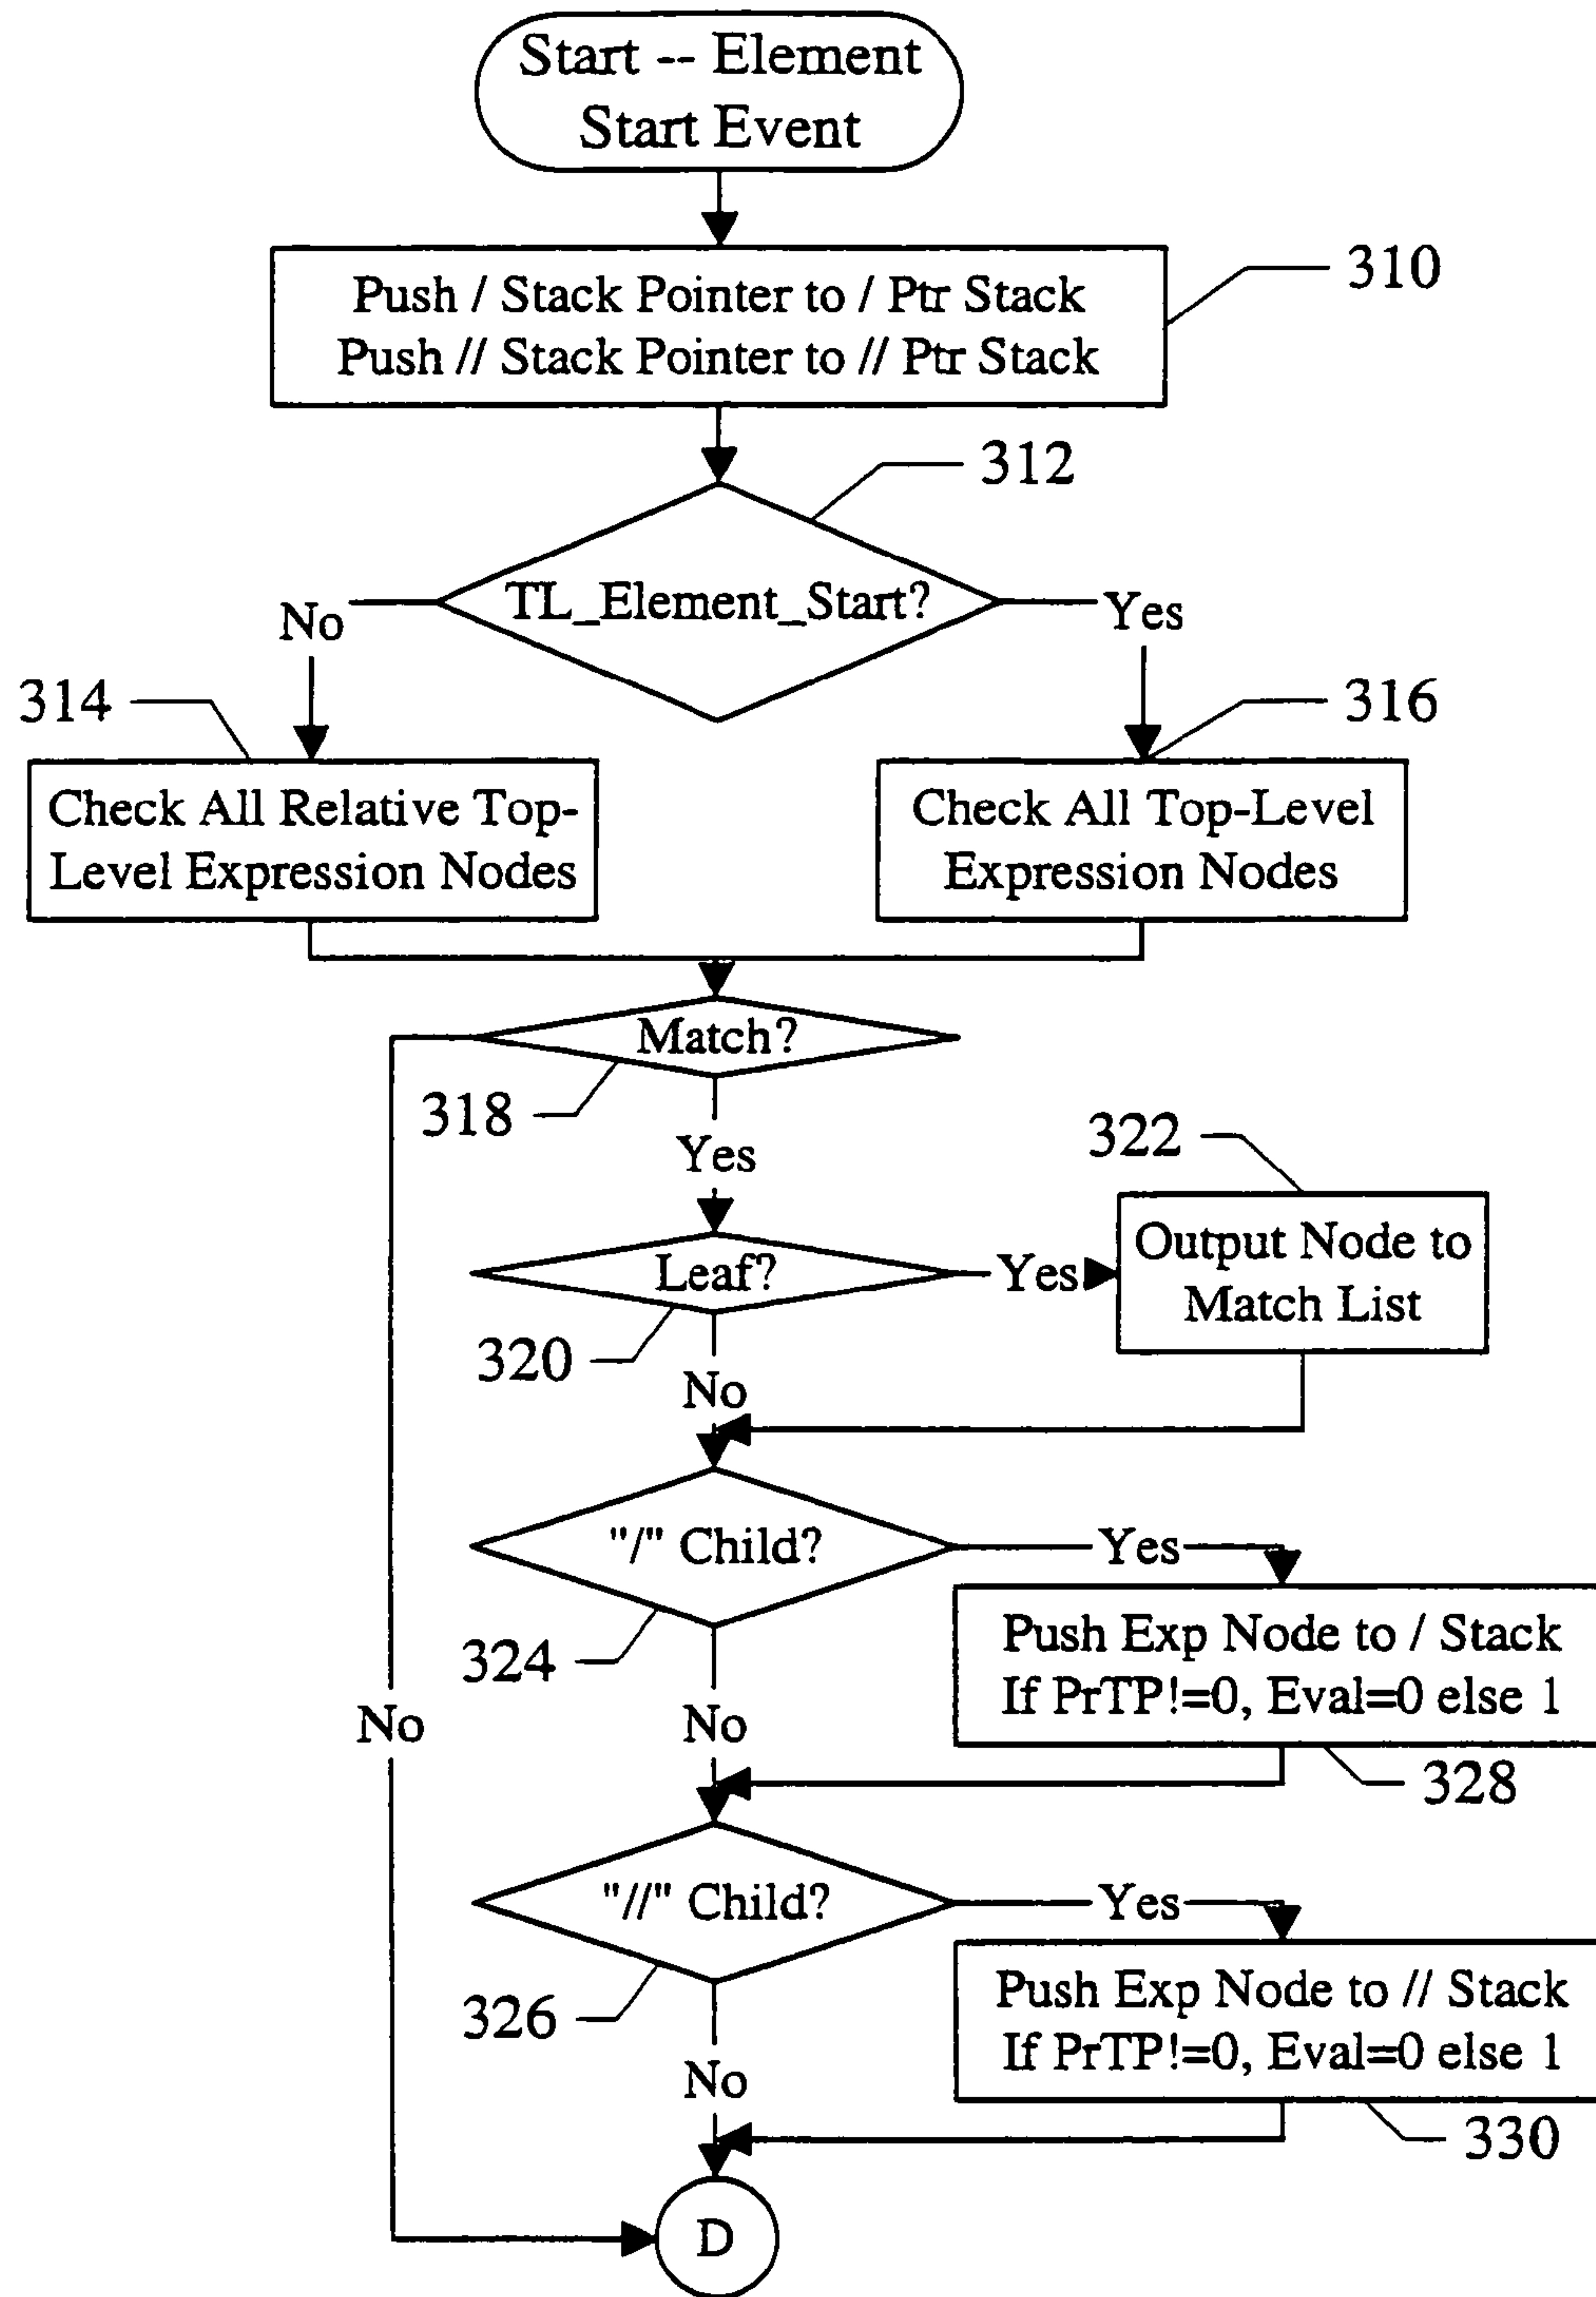 Start -- Element
Start Event
Push / Stack Pointer to / Ptr Stack
Push // Stack Pointer to // Ptr Stack
310
312
TL_Element_Start?
No
Yes
314
316
Check All Relative Top-
Level Expression Nodes
Check All Top-Level
Expression Nodes
Match?
318
Yes
322
Leaf?
Yes
Output Node to
Match List
320
No
"/" Child?
Yes
324
Push Exp Node to / Stack
If PrTP!=0, Eval=0 else 1
No
No
328
"//" Child?
Yes
326
Push Exp Node to // Stack
If PrTP!=0, Eval=0 else 1
No
330
D